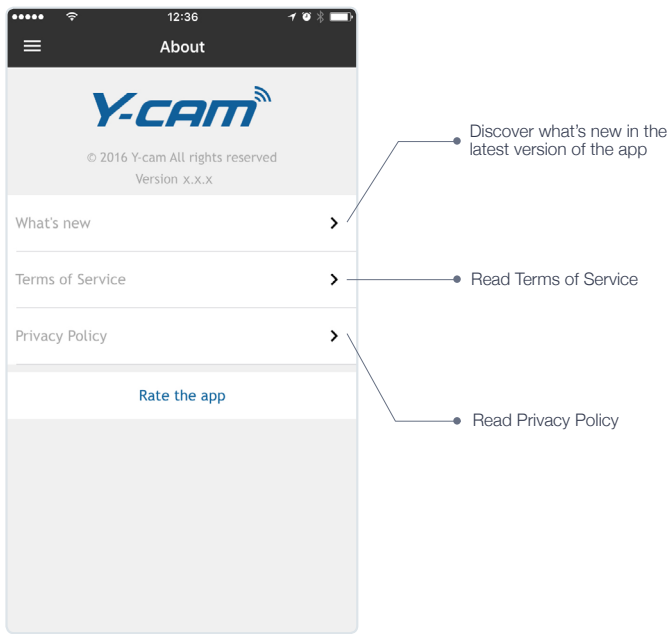 12:36
About
Y-cam
© 2016 Y-cam All rights reserved
Version x.x.x
What's new
Terms of Service
Privacy Policy
Rate the app
Discover what's new in the
latest version of the app
Read Terms of Service
Read Privacy Policy